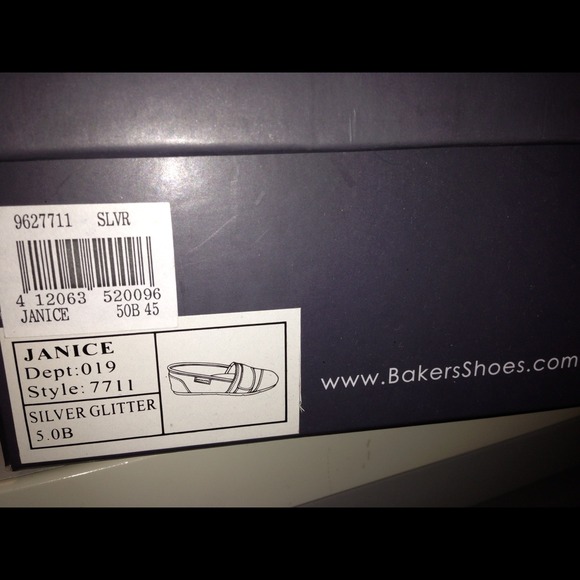 9627711 SLVR
4 12063 520096
JANICE 50B 45
JANICE
Dept:019
Style:7711
SILVER GLITTER
5.0B
www.BakersShoes.com